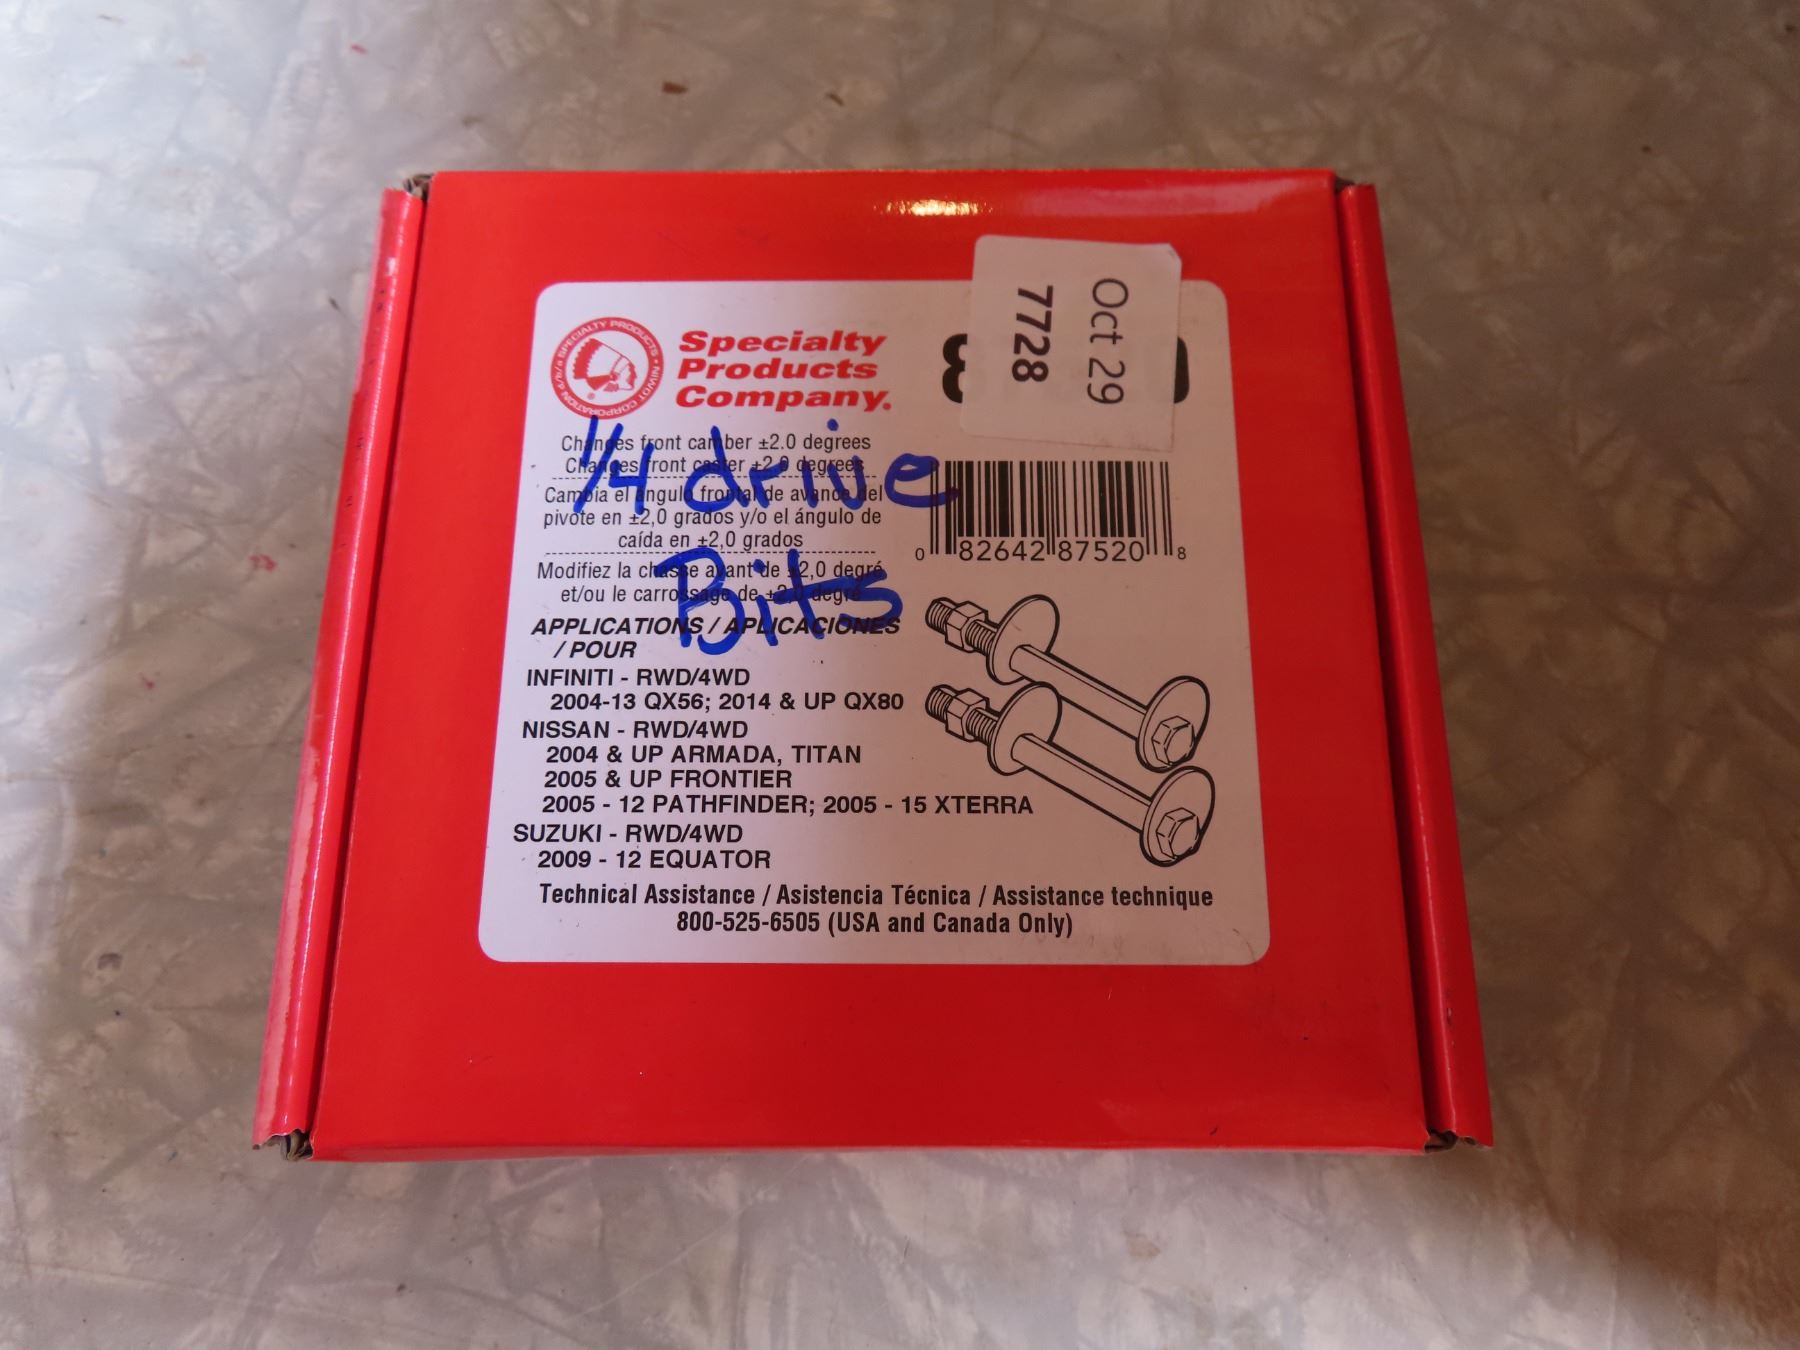 SPECIALTY PRODUCTS • NIWOT CORPORATION d/b/a
®
Specialty
Products
Company.
Oct 29
7728
Changes front camber ±2.0 degrees
Changes front caster ±2.0 degrees
Cambia el ángulo frontal de avance del
pivote en ±2,0 grados y/o el ángulo de
caída en ±2,0 grados
Modifiez la chasse avant de ±2,0 degré
et/ou le carrossage de ±2,0 degré
1/4 drive
Bits
0 82642 87520 8
APPLICATIONS / APLICACIONES
/ POUR
INFINITI - RWD/4WD
2004-13 QX56; 2014 & UP QX80
NISSAN - RWD/4WD
2004 & UP ARMADA, TITAN
2005 & UP FRONTIER
2005 - 12 PATHFINDER; 2005 - 15 XTERRA
SUZUKI - RWD/4WD
2009 - 12 EQUATOR
Technical Assistance / Asistencia Técnica / Assistance technique
800-525-6505 (USA and Canada Only)